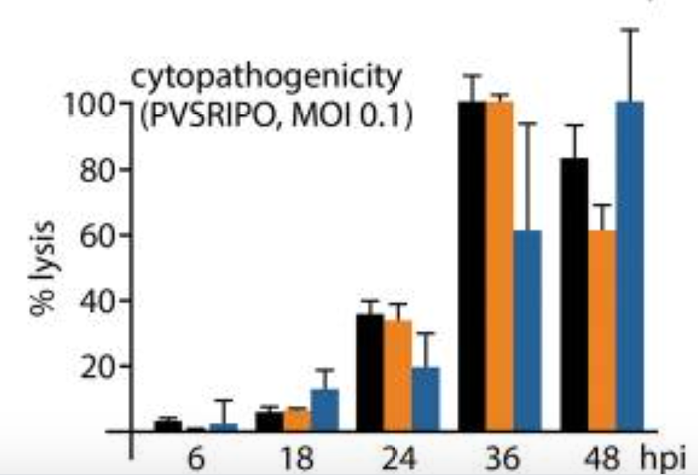 cytopathogenicity
(PVSRIPO, MOI 0.1)
% lysis
100
80
60
40
20
6 18 24 36 48 hpi